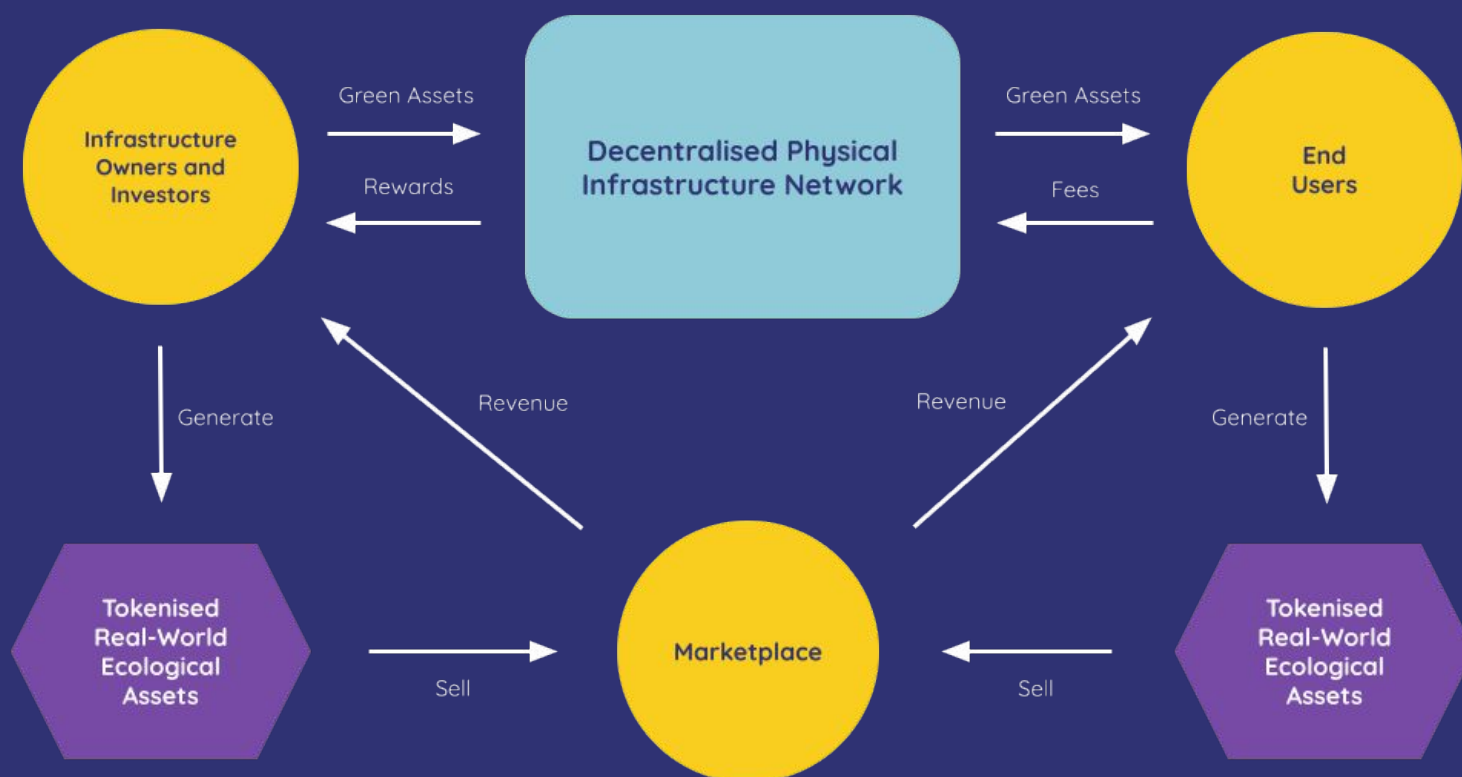 Infrastructure
Owners and
Investors
Green Assets
Rewards
Decentralised Physical
Infrastructure Network
Green Assets
Fees
End
Users
Generate
Revenue
Revenue
Generate
Tokenised
Real-World
Ecological
Assets
Sell
Marketplace
Sell
Tokenised
Real-World
Ecological
Assets